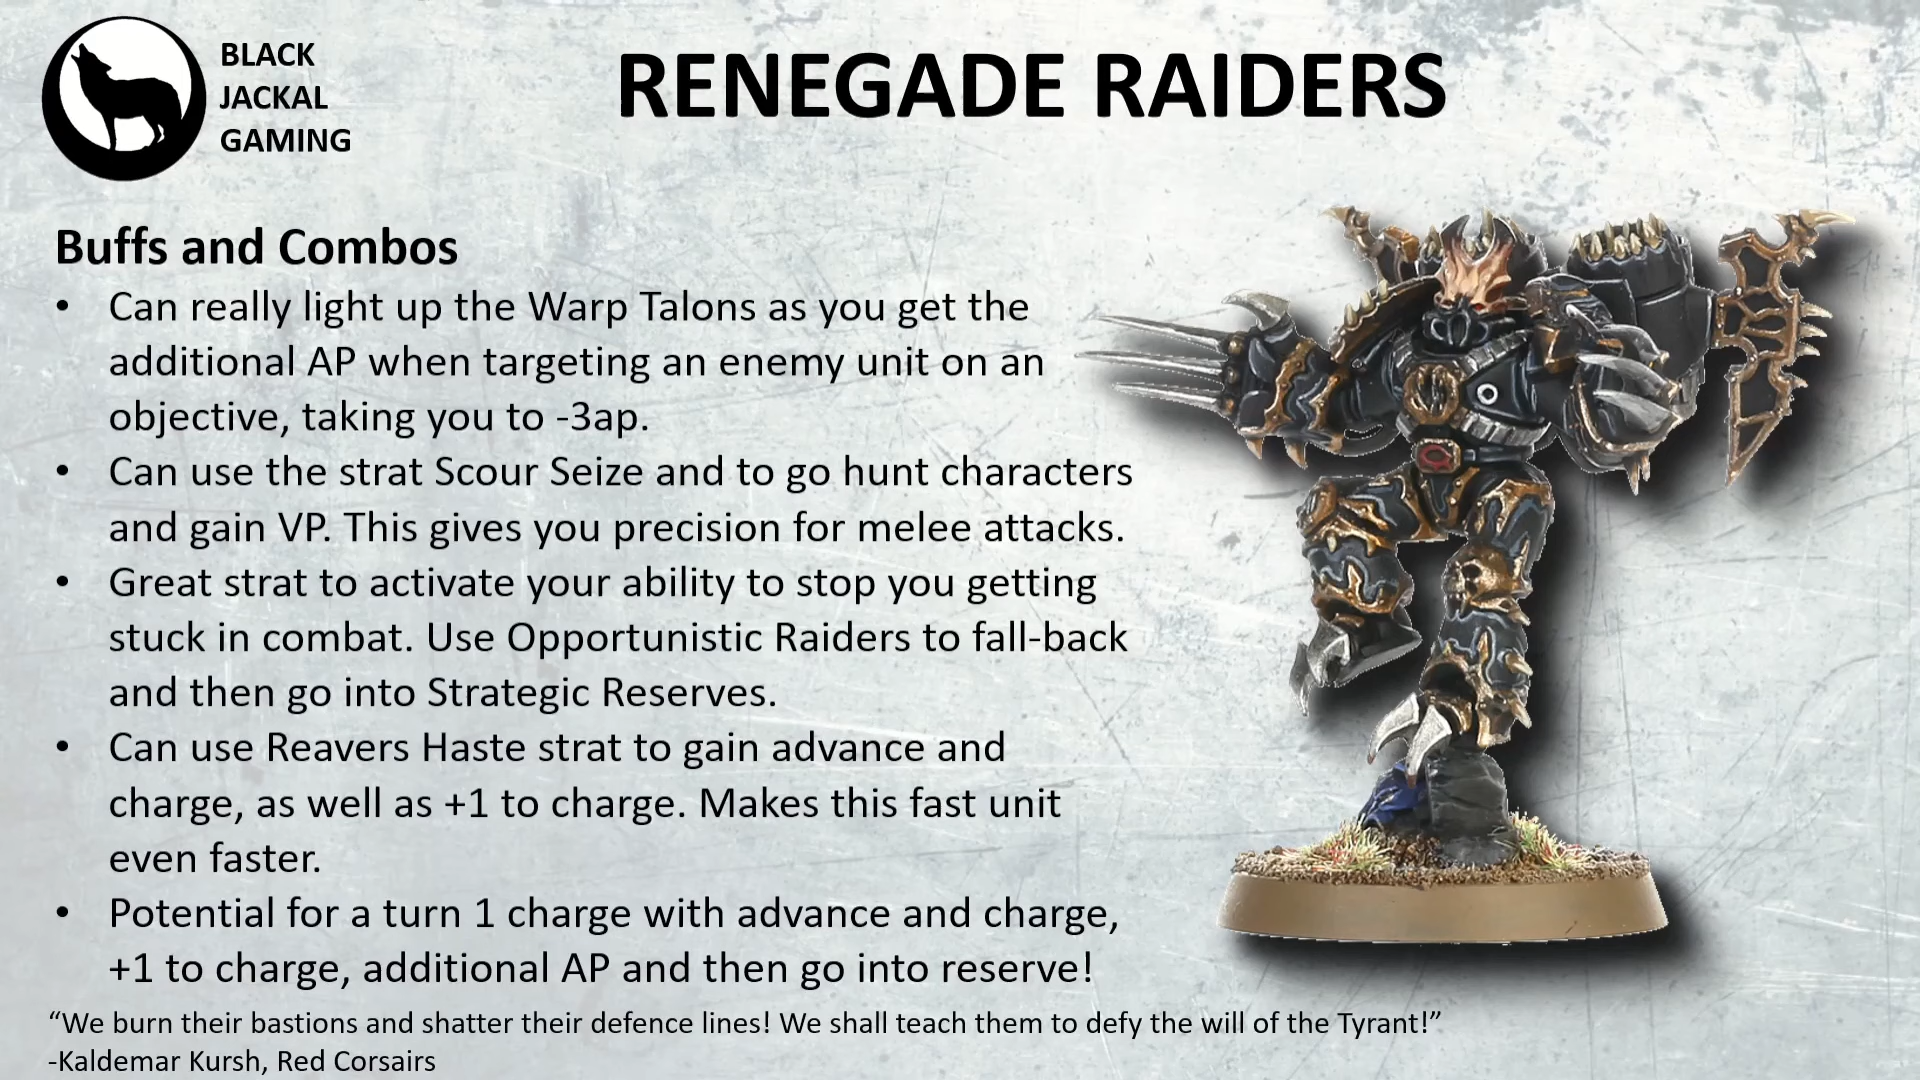 BLACK
JACKAL
GAMING
RENEGADE RAIDERS
Buffs and Combos
• Can really light up the Warp Talons as you get the
additional AP when targeting an enemy unit on an
objective, taking you to -3ap.
• Can use the strat Scour Seize and to go hunt characters
and gain VP. This gives you precision for melee attacks.
• Great strat to activate your ability to stop you getting
stuck in combat. Use Opportunistic Raiders to fall-back
and then go into Strategic Reserves.
• Can use Reavers Haste strat to gain advance and
charge, as well as +1 to charge. Makes this fast unit
even faster.
• Potential for a turn 1 charge with advance and charge,
+1 to charge, additional AP and then go into reserve!
“We burn their bastions and shatter their defence lines! We shall teach them to defy the will of the Tyrant!”
-Kaldemar Kursh, Red Corsairs